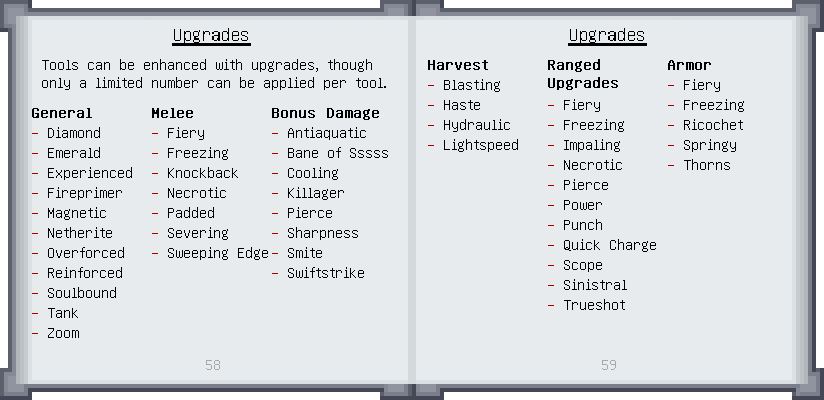 Upgrades
Tools can be enhanced with upgrades, though
only a limited number can be applied per tool.
General
- Diamond
- Emerald
- Experienced
- Fireprimer
- Magnetic
- Netherite
- Overforced
- Reinforced
- Soulbound
- Tank
- Zoom
Melee
- Fiery
- Freezing
- Knockback
- Necrotic
- Padded
- Severing
- Sweeping Edge
Bonus Damage
- Antiaquatic
- Bane of Sssss
- Cooling
- Killager
- Pierce
- Sharpness
- Smite
- Swiftstrike
58
Upgrades
Harvest
- Blasting
- Haste
- Hydraulic
- Lightspeed
Ranged
Upgrades
- Fiery
- Freezing
- Impaling
- Necrotic
- Pierce
- Power
- Punch
- Quick Charge
- Scope
- Sinistral
- Trueshot
Armor
- Fiery
- Freezing
- Ricochet
- Springy
- Thorns
59